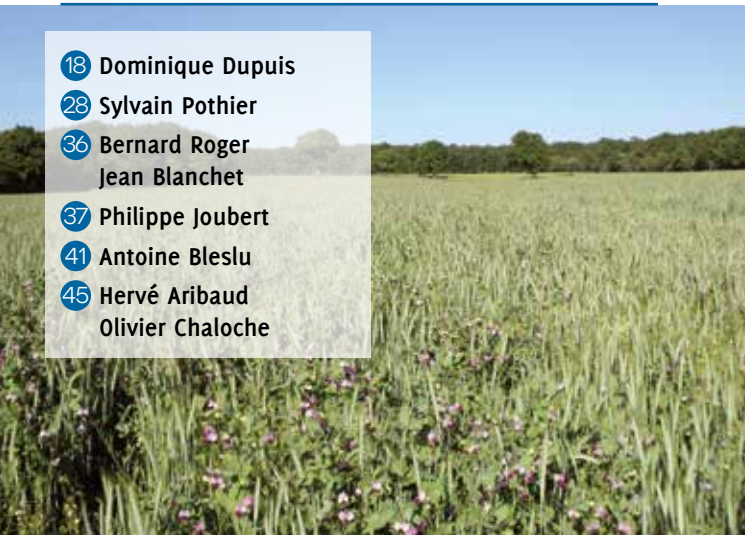 18 Dominique Dupuis
28 Sylvain Pothier
36 Bernard Roger
Jean Blanchet
37 Philippe Joubert
41 Antoine Bleslu
45 Hervé Aribaud
Olivier Chaloche